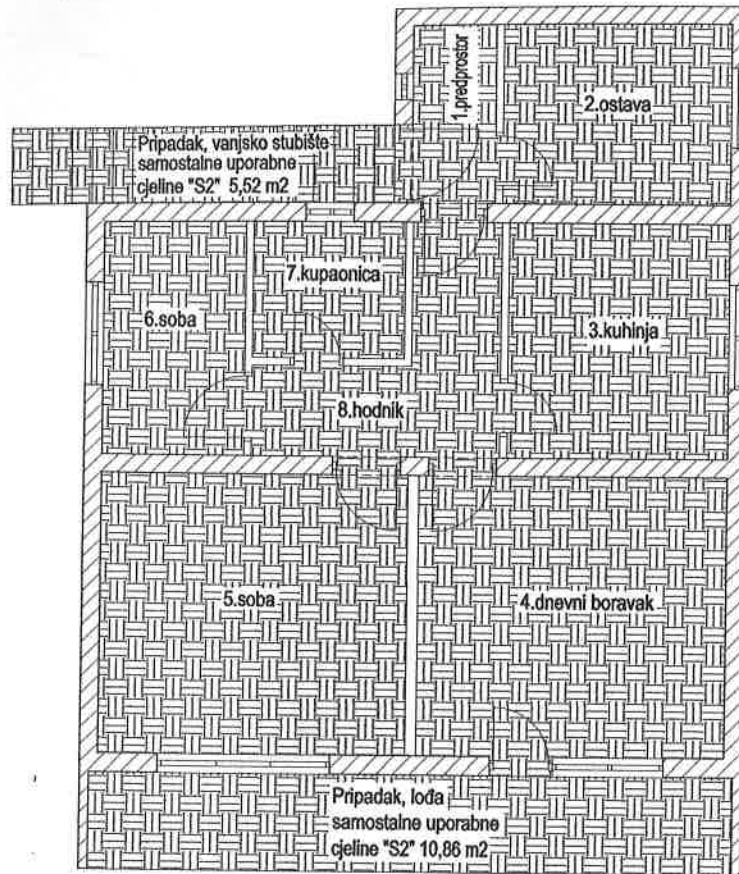 1.predprostor
2.ostava
Pripadak, vanjsko stubište
samostalne uporabne
cjeline "S2" 5,52 m2
7.kupaonica
6.soba
3.kuhinja
8.hodnik
5.soba
4.dnevni boravak
Pripadak, lođa
samostalne uporabne
cjeline "S2" 10,86 m2